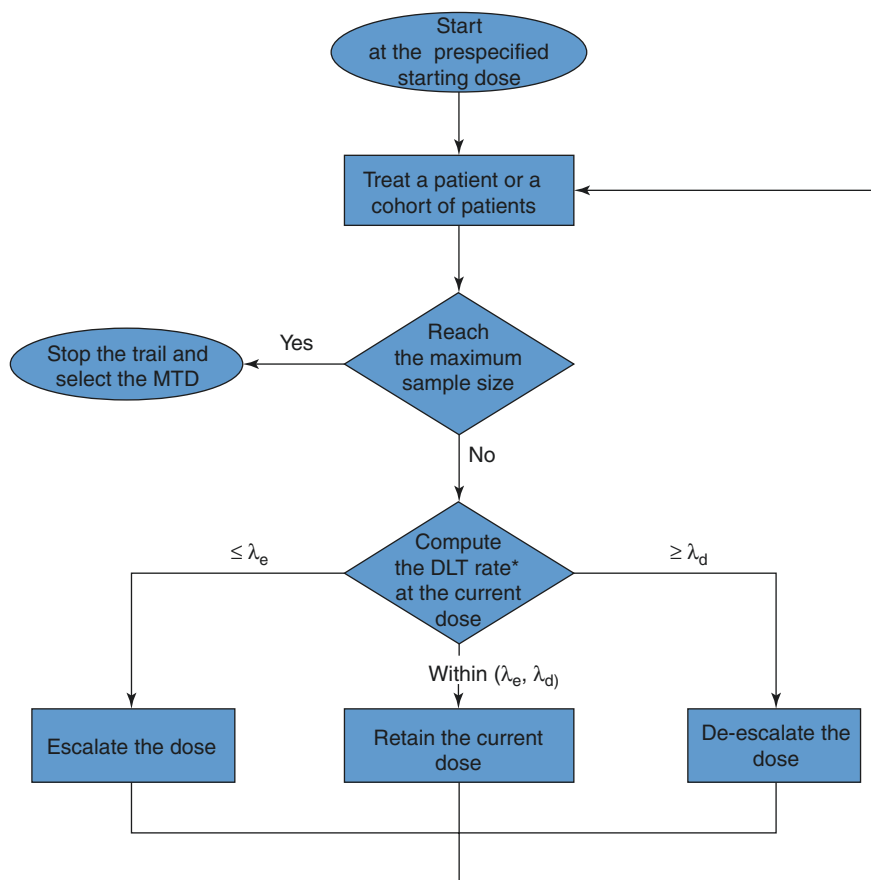 Start
at the prespecified
starting dose
Treat a patient or a
cohort of patients
Reach
the maximum
sample size
Yes
Stop the trail and
select the MTD
No
Compute
the DLT rate*
at the current
dose
≤ λe
≥ λd
Within (λe, λd)
Escalate the dose
Retain the current
dose
De-escalate the
dose